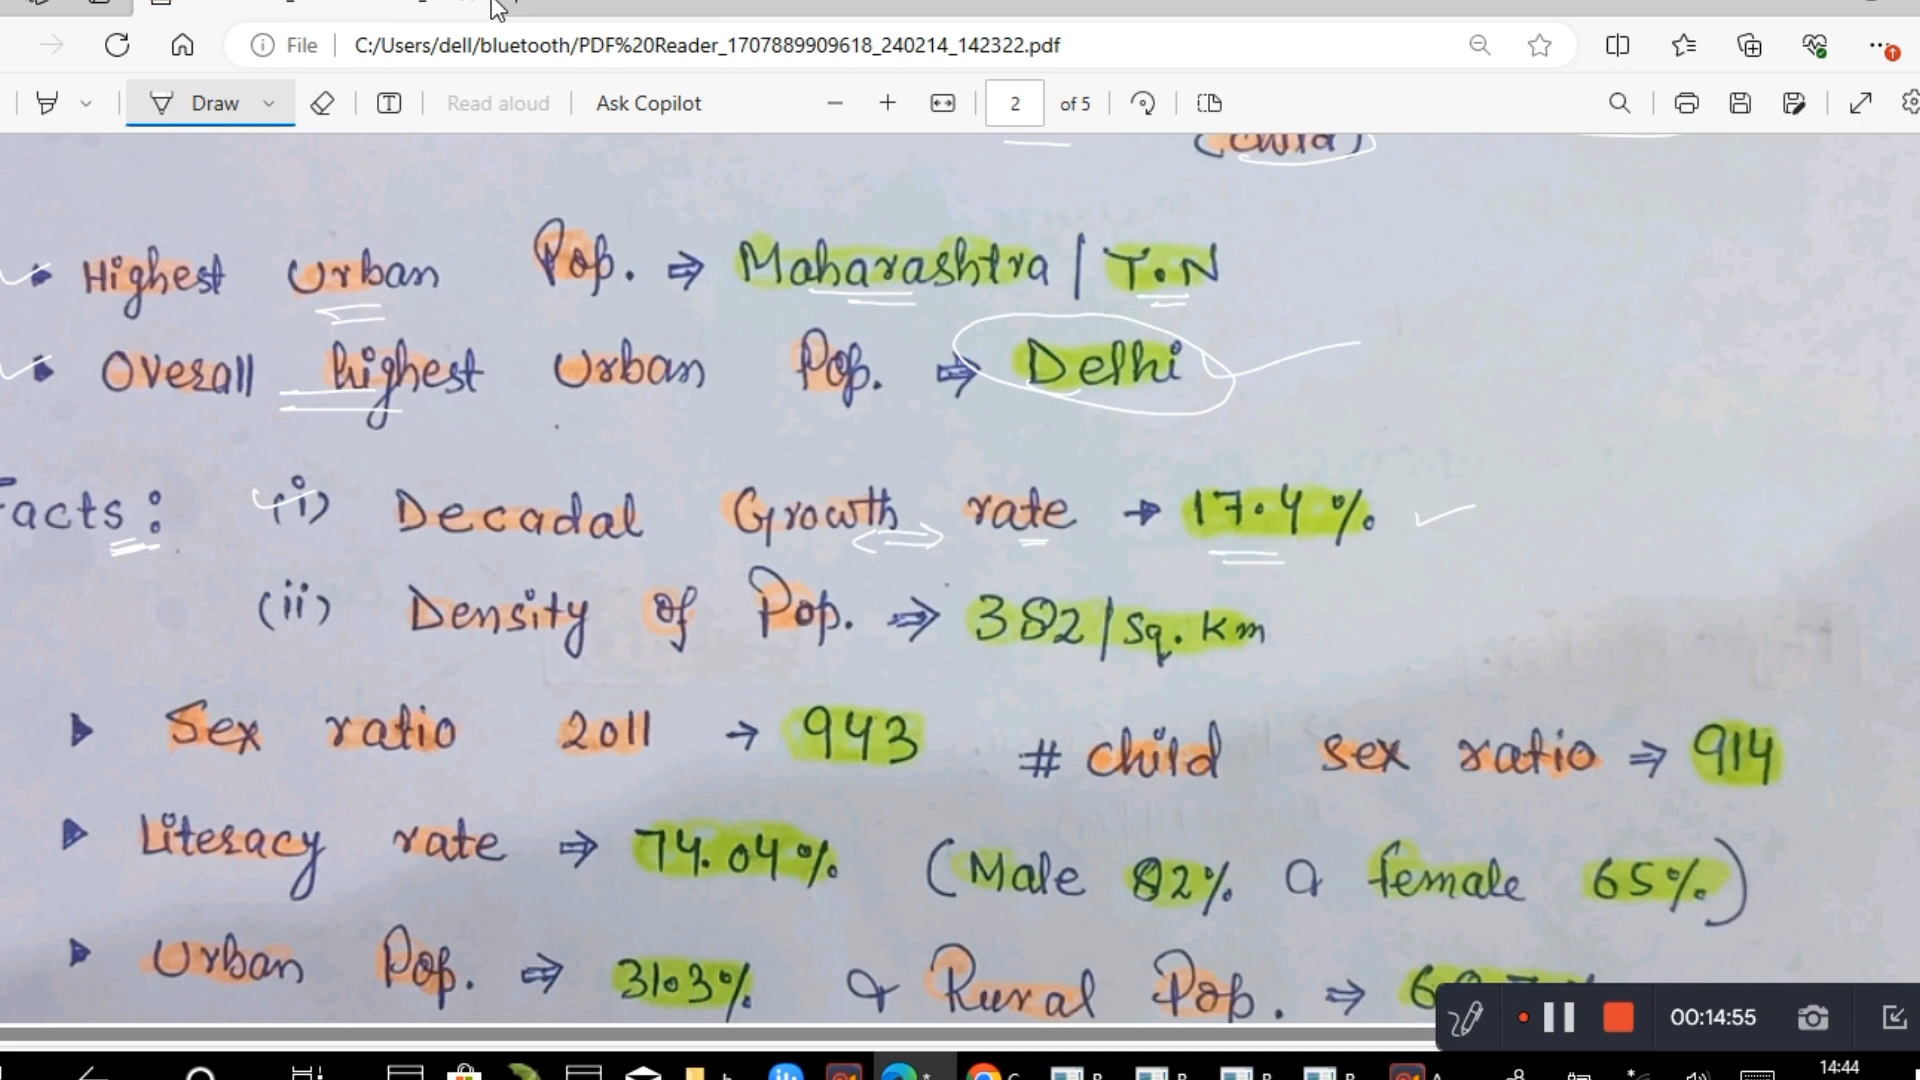 File C:/Users/dell/bluetooth/PDF%20Reader_1707889909618_240214_142322.pdf
Draw Read aloud Ask Copilot 2 of 5
(child)
Highest Urban Pop. ⇒ Maharashtra / T.N
Overall highest Urban Pop. ⇒ Delhi
Facts: (i) Decadal Growth rate → 17.4%
(ii) Density of Pop. ⇒ 382/sq.km
Sex ratio 2011 → 943 # child sex ratio ⇒ 914
Literacy rate ⇒ 74.04% (Male 82% & female 65%)
Urban Pop. ⇒ 31.3% & Rural Pop. ⇒
00:14:55
14:44